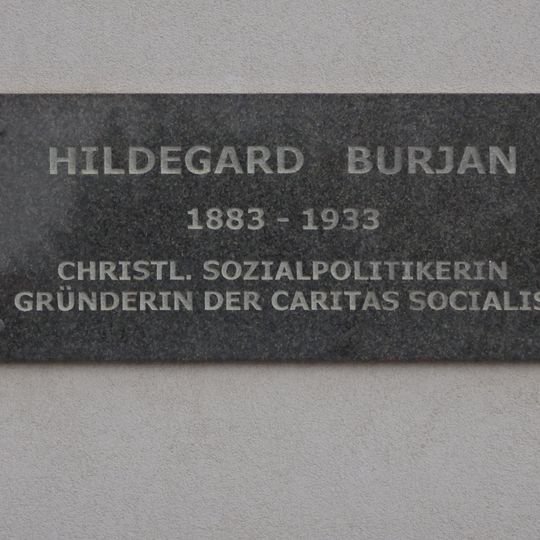 HILDEGARD BURJAN
1883 - 1933
CHRISTL. SOZIALPOLITIKERIN
GRÜNDERIN DER CARITAS SOCIALIS